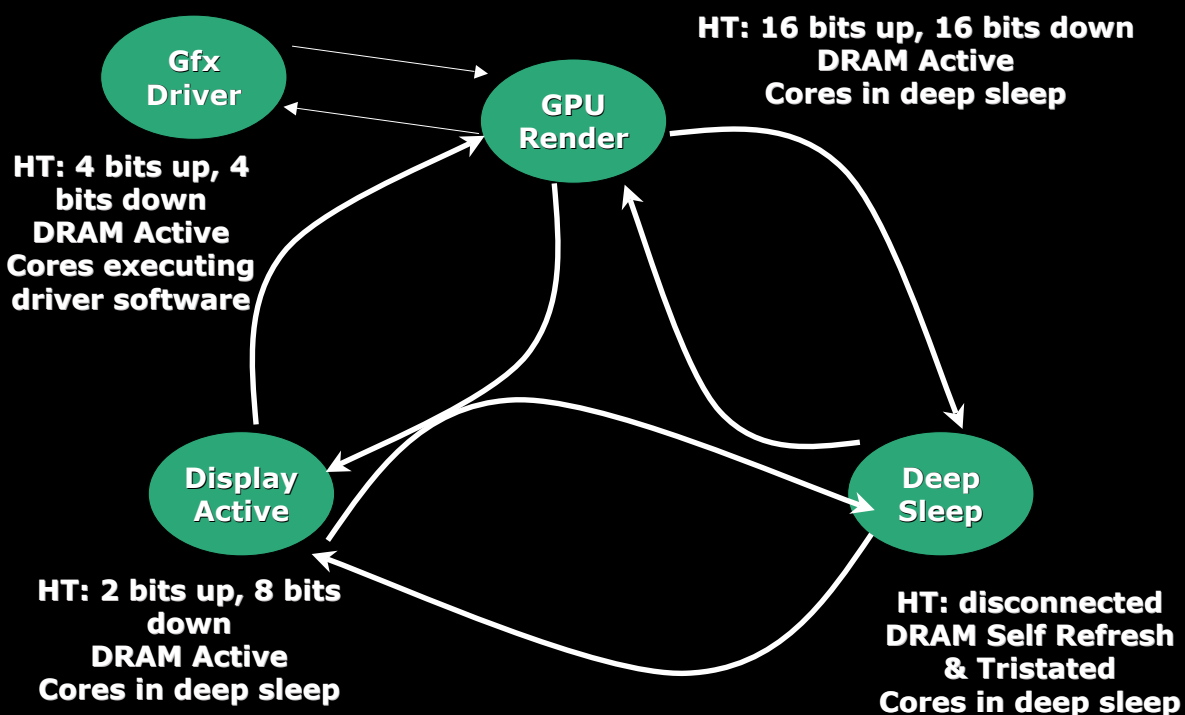 Gfx
Driver
HT: 16 bits up, 16 bits down
DRAM Active
Cores in deep sleep
GPU
Render
HT: 4 bits up, 4
bits down
DRAM Active
Cores executing
driver software
Display
Active
Deep
Sleep
HT: 2 bits up, 8 bits
down
DRAM Active
Cores in deep sleep
HT: disconnected
DRAM Self Refresh
& Tristated
Cores in deep sleep